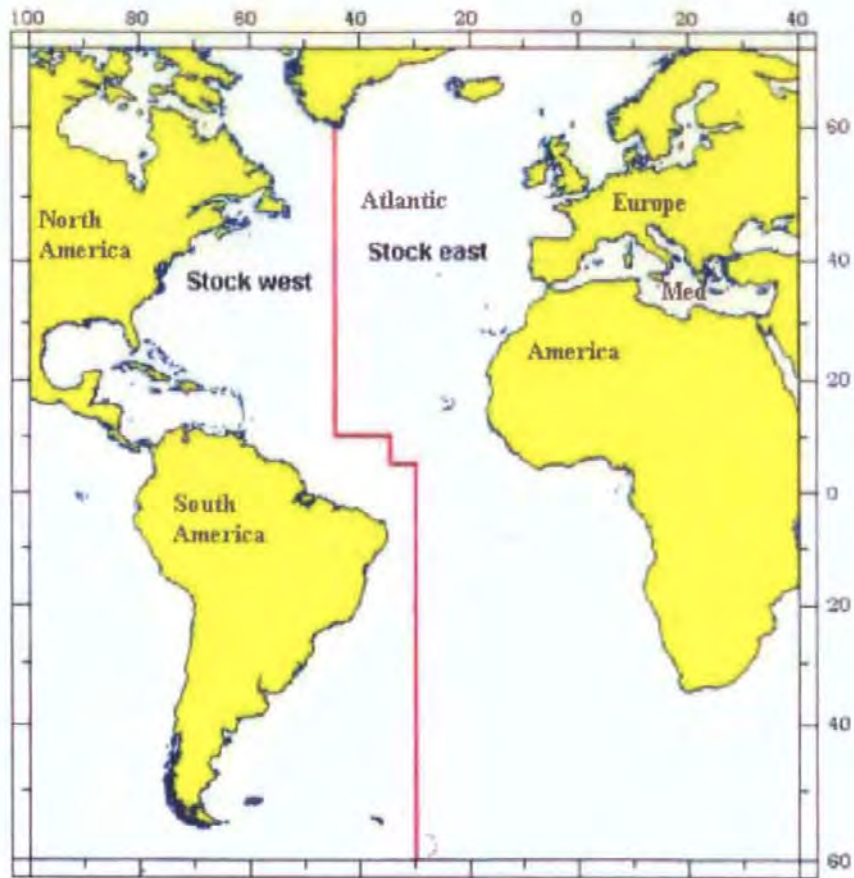 100 80 60 40 20 0 20 40
60
Atlantic
Europe
North
America
Stock east
40
Stock west
Med
America
20
0
South
America
20
40
60